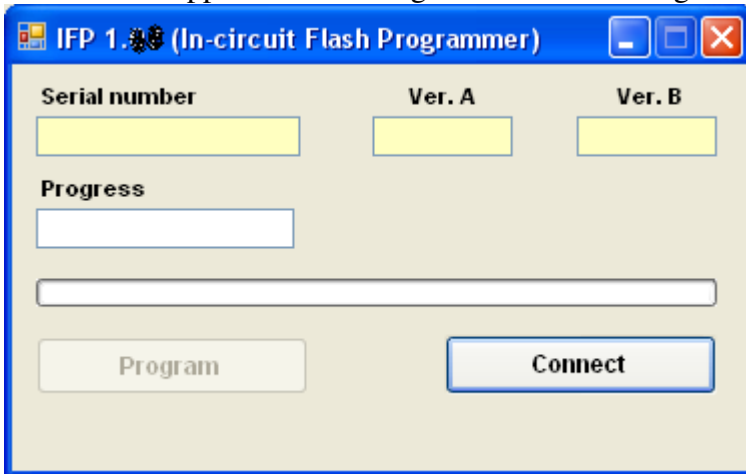 IFP 1. (In-circuit Flash Programmer)
Serial number Ver. A Ver. B
Progress
Program Connect